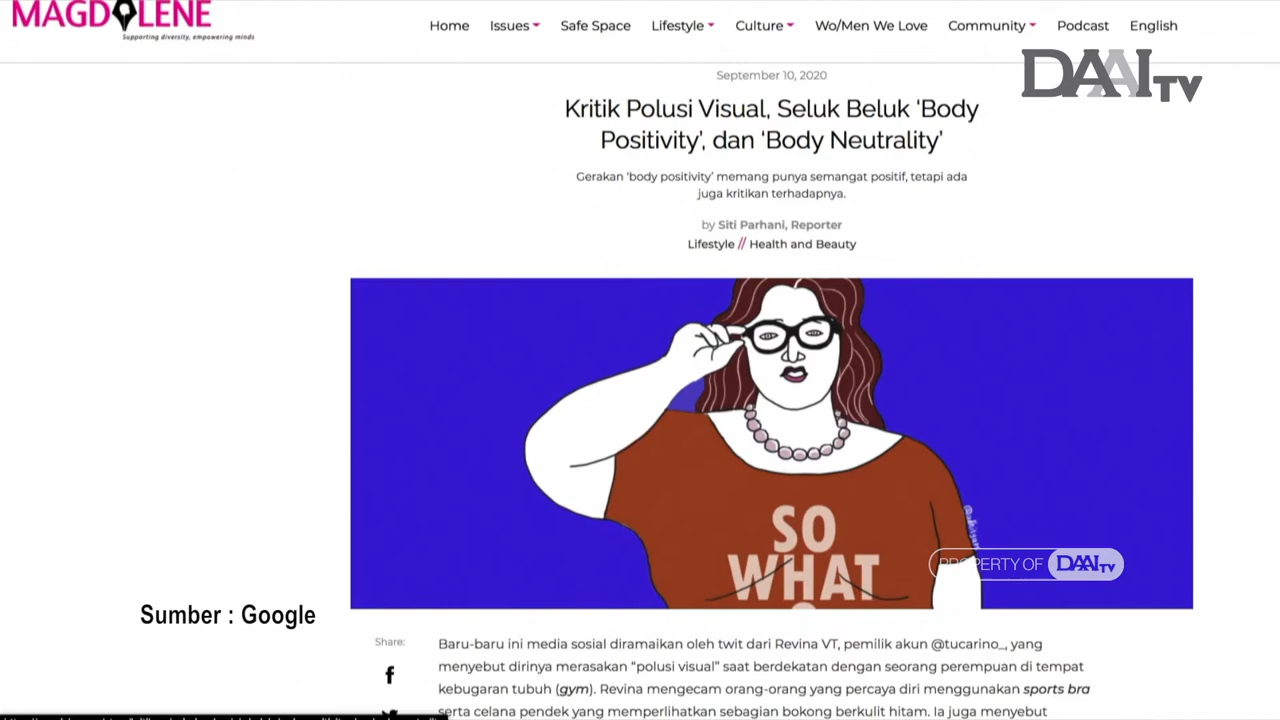 MAGDALENE
Supporting diversity, empowering minds
Home Issues Safe Space Lifestyle Culture Wo/Men We Love Community Podcast English
DAAI TV
September 10, 2020
Kritik Polusi Visual, Seluk Beluk ‘Body
Positivity’, dan ‘Body Neutrality’
Gerakan ‘body positivity’ memang punya semangat positif, tetapi ada
juga kritikan terhadapnya.
by Siti Parhani, Reporter
Lifestyle // Health and Beauty
SO
WHAT
PROPERTY OF DAAI TV
Sumber : Google
Share:
Baru-baru ini media sosial diramaikan oleh twit dari Revina VT, pemilik akun @tucarino_, yang
menyebut dirinya merasakan “polusi visual” saat berdekatan dengan seorang perempuan di tempat
kebugaran tubuh (gym). Revina mengecam orang-orang yang percaya diri menggunakan sports bra
serta celana pendek yang memperlihatkan sebagian bokong berkulit hitam. Ia juga menyebut